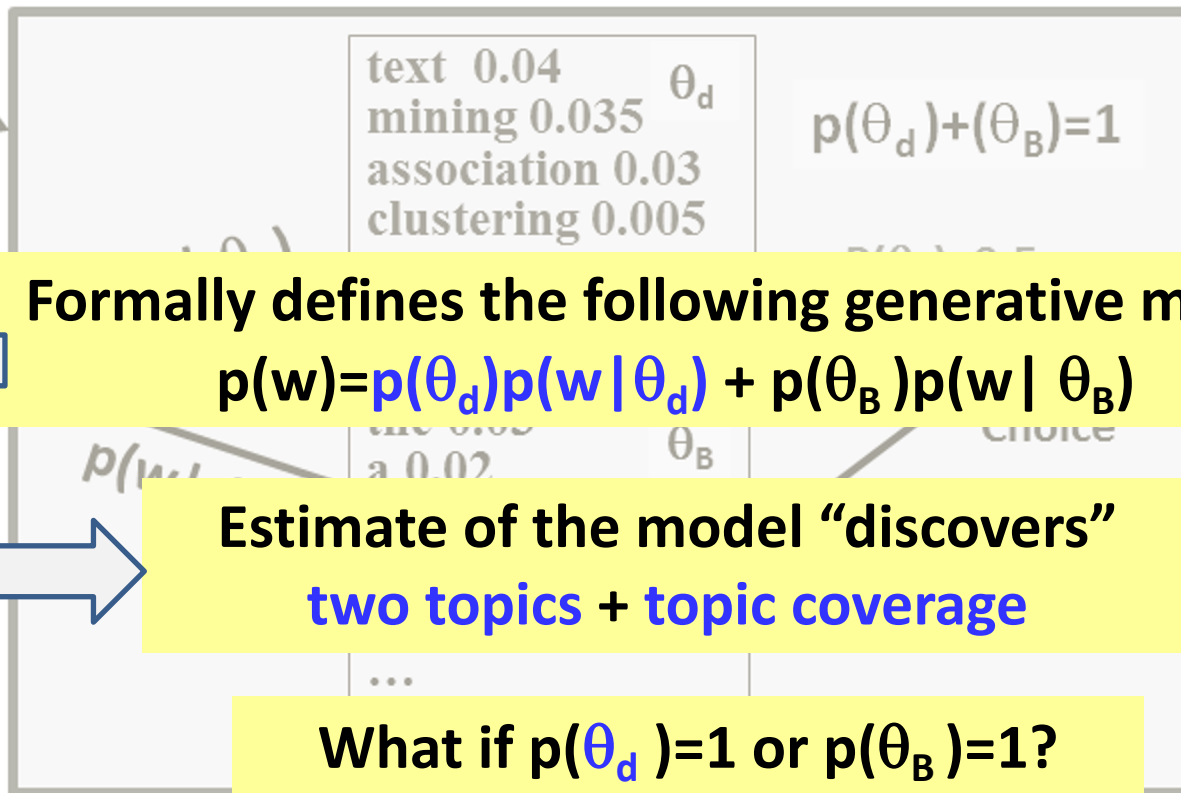 text 0.04
θd
mining 0.035
p(θd)+(θB)=1
association 0.03
clustering 0.005
Formally defines the following generative m
p(w)=p(θd)p(w|θd) + p(θB)p(w| θB)
θB
Choice
a 0.02
Estimate of the model “discovers”
two topics + topic coverage
...
What if p(θd )=1 or p(θB )=1?